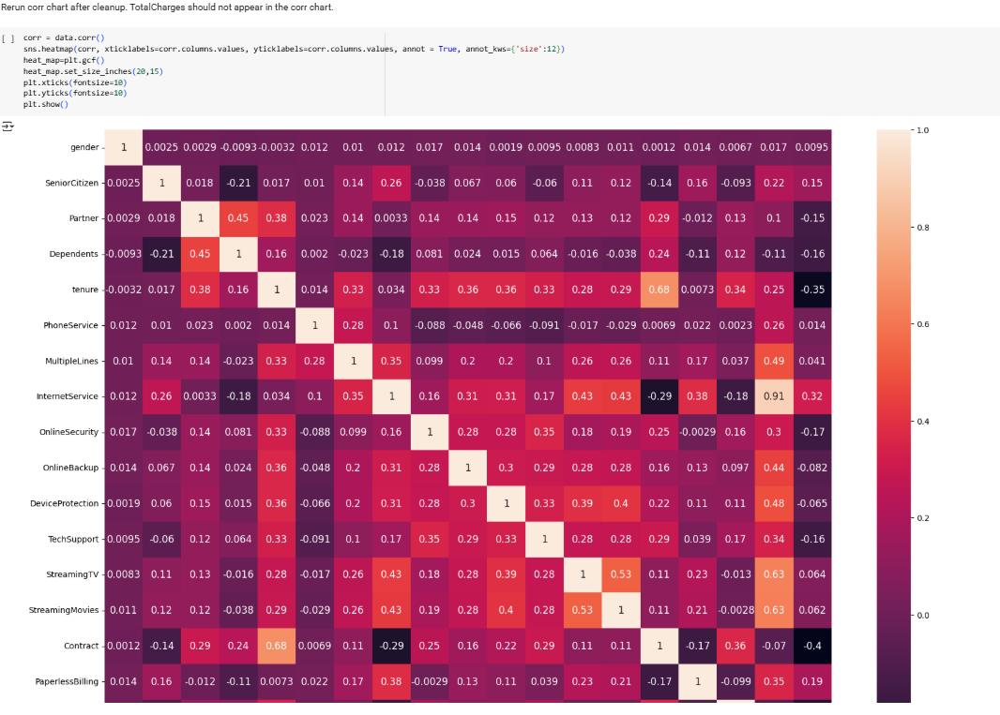 Rerun corr chart after cleanup. TotalCharges should not appear in the corr chart.
[ ] corr = data.corr()
sns.heatmap(corr, xticklabels=corr.columns.values, yticklabels=corr.columns.values, annot = True, annot_kws={'size':12})
heat_map=plt.gcf()
heat_map.set_size_inches(20,15)
plt.xticks(fontsize=10)
plt.yticks(fontsize=10)
plt.show()
1.0
gender 1 0.0025 0.0029 -0.0093 -0.0032 0.012 0.01 0.012 0.017 0.014 0.0019 0.0095 0.0083 0.011 0.0012 0.014 0.0067 0.017 0.0095
SeniorCitizen 0.0025 1 0.018 -0.21 0.017 0.01 0.14 0.26 -0.038 0.067 0.06 -0.06 0.11 0.12 -0.14 0.16 -0.093 0.22 0.15
Partner 0.0029 0.018 1 0.45 0.38 0.023 0.14 0.0033 0.14 0.14 0.15 0.12 0.13 0.12 0.29 -0.012 0.13 0.1 -0.15
0.8
Dependents -0.0093 -0.21 0.45 1 0.16 0.002 -0.023 -0.18 0.081 0.024 0.015 0.064 -0.016 -0.038 0.24 -0.11 0.12 -0.11 -0.16
tenure -0.0032 0.017 0.38 0.16 1 0.014 0.33 0.034 0.33 0.36 0.36 0.33 0.28 0.29 0.68 0.0073 0.34 0.25 -0.35
PhoneService 0.012 0.01 0.023 0.002 0.014 1 0.28 0.1 -0.088 -0.048 -0.066 -0.091 -0.017 -0.029 0.0069 0.022 0.0023 0.26 0.014
0.6
MultipleLines 0.01 0.14 0.14 -0.023 0.33 0.28 1 0.35 0.099 0.2 0.2 0.1 0.26 0.26 0.11 0.17 0.037 0.49 0.041
InternetService 0.012 0.26 0.0033 -0.18 0.034 0.1 0.35 1 0.16 0.31 0.31 0.17 0.43 0.43 -0.29 0.38 -0.18 0.91 0.32
0.4
OnlineSecurity 0.017 -0.038 0.14 0.081 0.33 -0.088 0.099 0.16 1 0.28 0.28 0.35 0.18 0.19 0.25 -0.0029 0.16 0.3 -0.17
OnlineBackup 0.014 0.067 0.14 0.024 0.36 -0.048 0.2 0.31 0.28 1 0.3 0.29 0.28 0.28 0.16 0.13 0.097 0.44 -0.082
DeviceProtection 0.0019 0.06 0.15 0.015 0.36 -0.066 0.2 0.31 0.28 0.3 1 0.33 0.39 0.4 0.22 0.11 0.11 0.48 -0.065
0.2
TechSupport 0.0095 -0.06 0.12 0.064 0.33 -0.091 0.1 0.17 0.35 0.29 0.33 1 0.28 0.28 0.29 0.039 0.17 0.34 -0.16
StreamingTV 0.0083 0.11 0.13 -0.016 0.28 -0.017 0.26 0.43 0.18 0.28 0.39 0.28 1 0.53 0.11 0.23 -0.013 0.63 0.064
StreamingMovies 0.011 0.12 0.12 -0.038 0.29 -0.029 0.26 0.43 0.19 0.28 0.4 0.28 0.53 1 0.11 0.21 -0.0028 0.63 0.062
0.0
Contract 0.0012 -0.14 0.29 0.24 0.68 0.0069 0.11 -0.29 0.25 0.16 0.22 0.29 0.11 0.11 1 -0.17 0.36 -0.07 -0.4
PaperlessBilling 0.014 0.16 -0.012 -0.11 0.0073 0.022 0.17 0.38 -0.0029 0.13 0.11 0.039 0.23 0.21 -0.17 1 -0.099 0.35 0.19